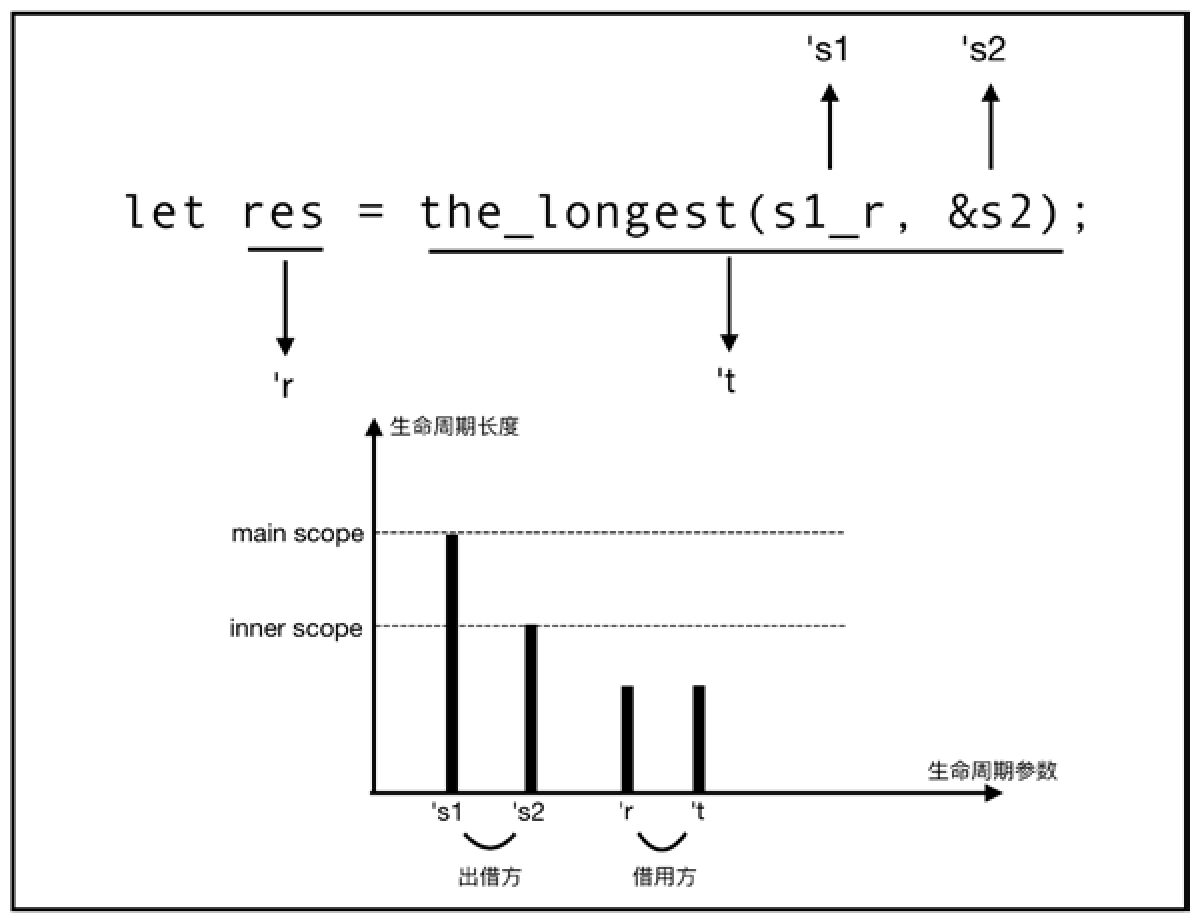 's1 's2
let res = the_longest(s1_r, &s2);
'r 't
生命周期长度
main scope
inner scope
生命周期参数
's1 's2 'r 't
出借方 借用方